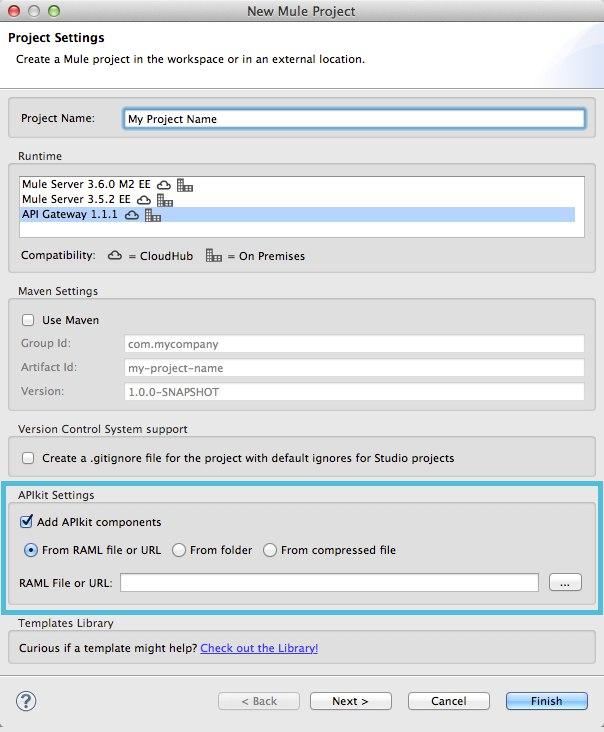 New Mule Project
Project Settings
Create a Mule project in the workspace or in an external location.
Project Name: My Project Name
Runtime
Mule Server 3.6.0 M2 EE
Mule Server 3.5.2 EE
API Gateway 1.1.1
Compatibility: = CloudHub = On Premises
Maven Settings
Use Maven
Group Id: com.mycompany
Artifact Id: my-project-name
Version: 1.0.0-SNAPSHOT
Version Control System support
Create a .gitignore file for the project with default ignores for Studio projects
APIkit Settings
Add APIkit components
From RAML file or URL From folder From compressed file
RAML File or URL: ...
Templates Library
Curious if a template might help? Check out the Library!
? < Back Next > Cancel Finish